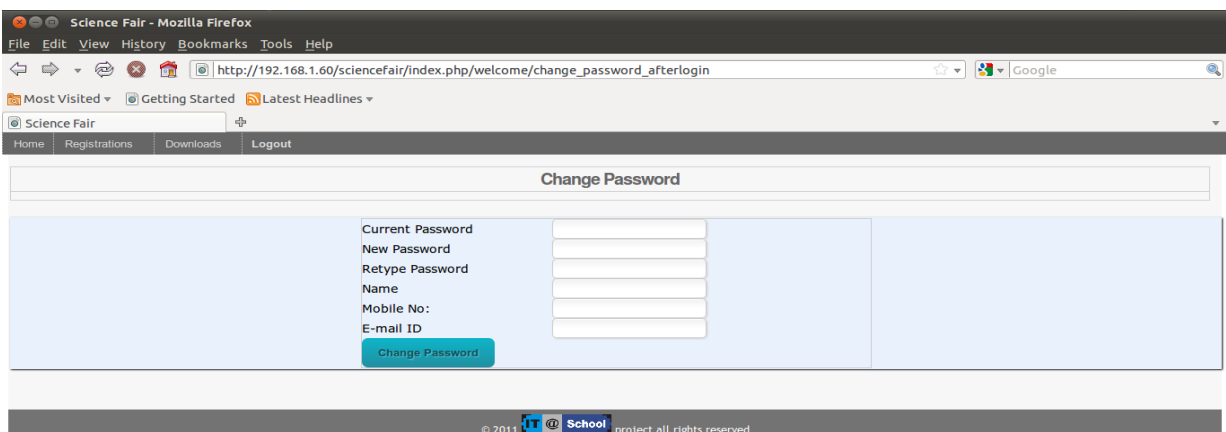 Science Fair - Mozilla Firefox
File Edit View History Bookmarks Tools Help
http://192.168.1.60/sciencefair/index.php/welcome/change_password_afterlogin Google
Most Visited Getting Started Latest Headlines
Science Fair
Home Registrations Downloads Logout
Change Password
Current Password
New Password
Retype Password
Name
Mobile No:
E-mail ID
Change Password
© 2011 IT @ School project all rights reserved